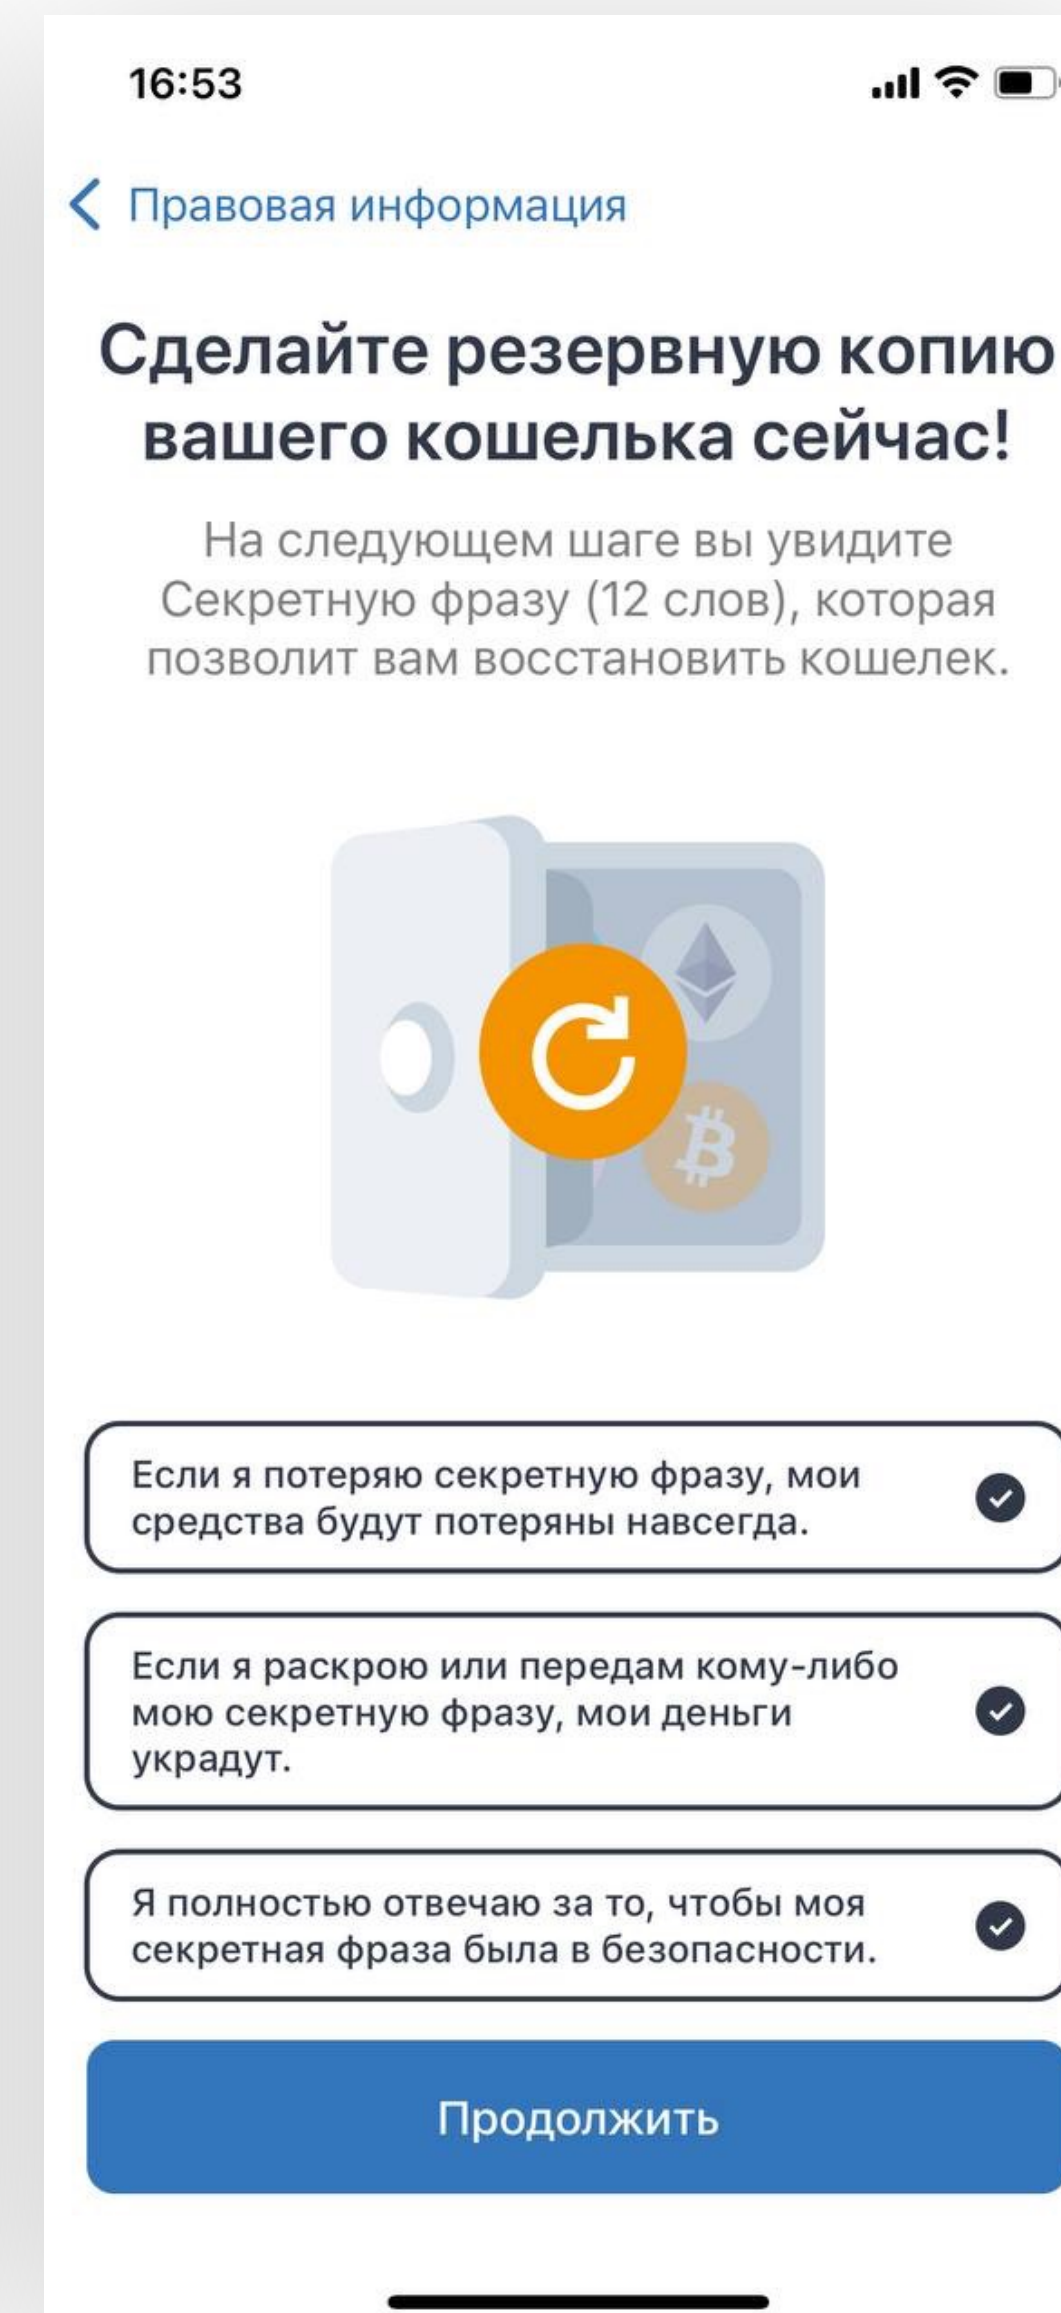 16:53
Правовая информация
Сделайте резервную копию
вашего кошелька сейчас!
На следующем шаге вы увидите
Секретную фразу (12 слов), которая
позволит вам восстановить кошелек.
Если я потеряю секретную фразу, мои
средства будут потеряны навсегда.
Если я раскрою или передам кому-либо
мою секретную фразу, мои деньги
украдут.
Я полностью отвечаю за то, чтобы моя
секретная фраза была в безопасности.
Продолжить